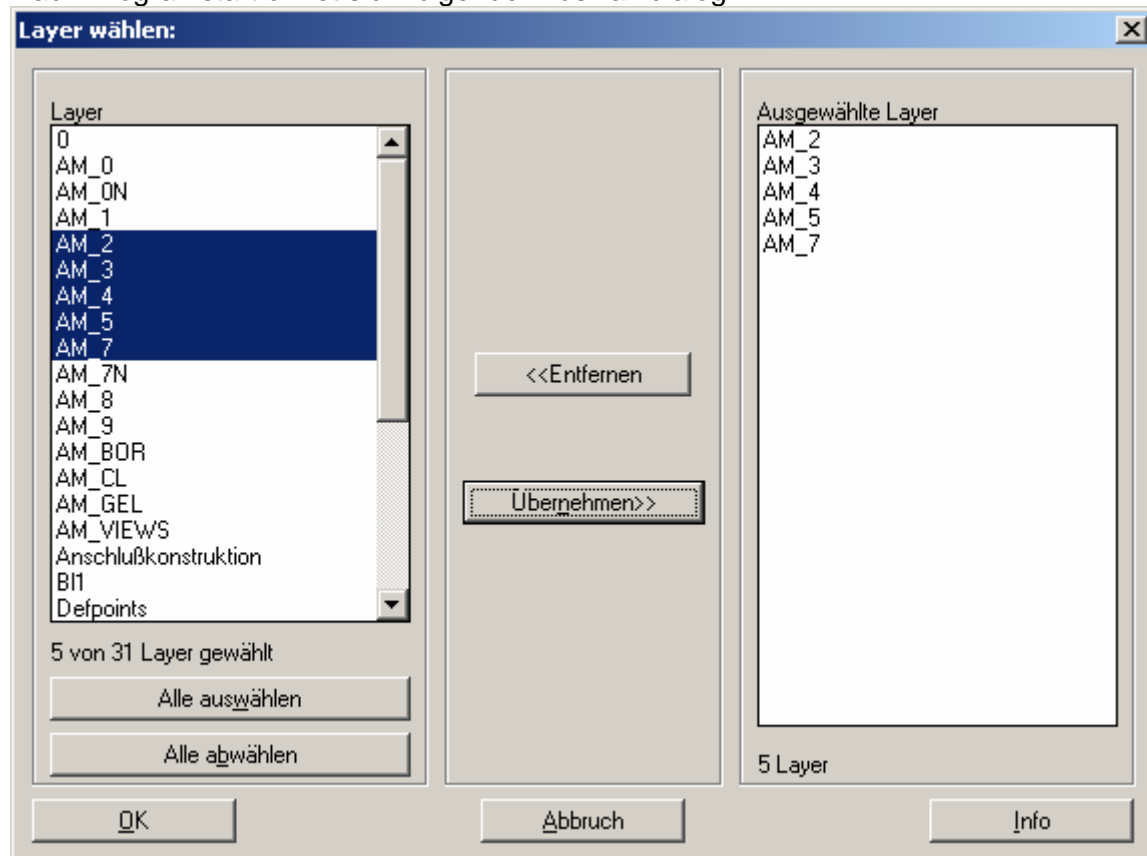 Layer wählen:
Layer
0
AM_0
AM_0N
AM_1
AM_2
AM_3
AM_4
AM_5
AM_7
AM_7N
AM_8
AM_9
AM_BOR
AM_CL
AM_GEL
AM_VIEWS
Anschlußkonstruktion
BI1
Defpoints
5 von 31 Layer gewählt
Alle auswählen
Alle abwählen
<<Entfernen
Übernehmen>>
Ausgewählte Layer
AM_2
AM_3
AM_4
AM_5
AM_7
5 Layer
OK
Abbruch
Info